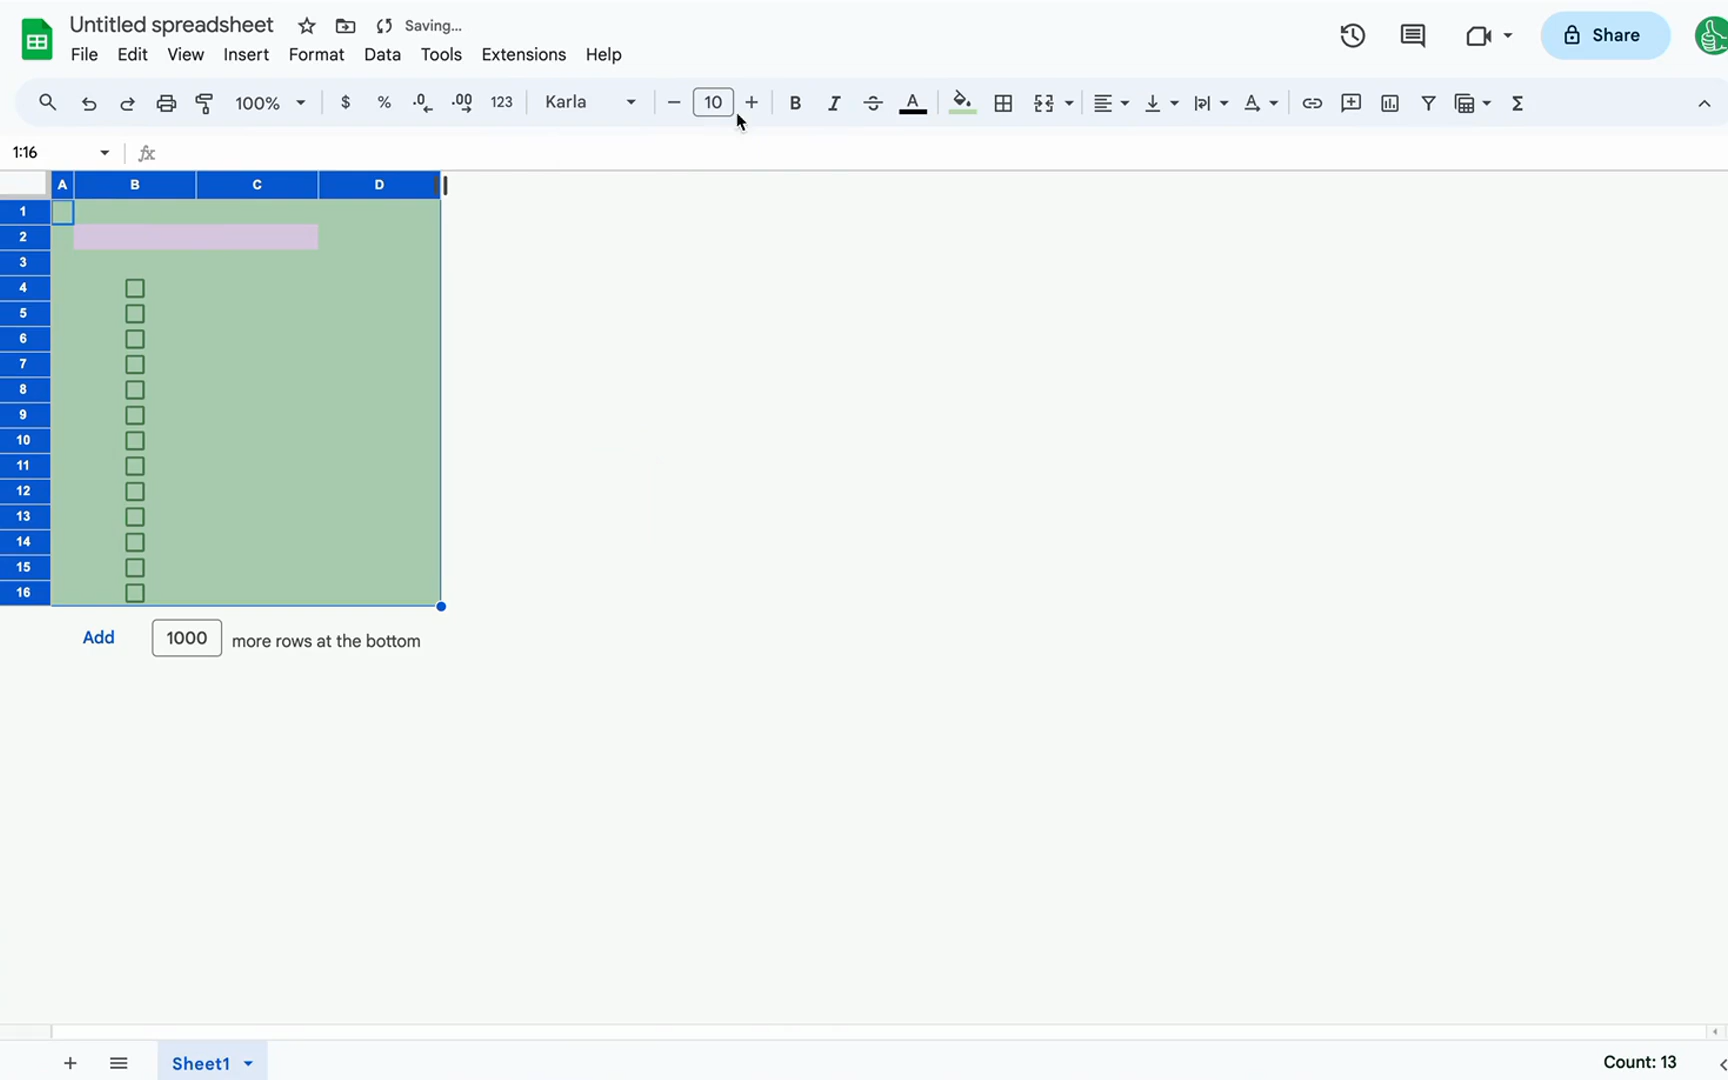 Untitled spreadsheet Saving...
File Edit View Insert Format Data Tools Extensions Help Share
100% $ % .0 .00 123 Karla 10 B I S A A Σ
1:16 fx
A B C D
1
2
3
4
5
6
7
8
9
10
11
12
13
14
15
16
Add 1000 more rows at the bottom
Sheet1 Count: 13